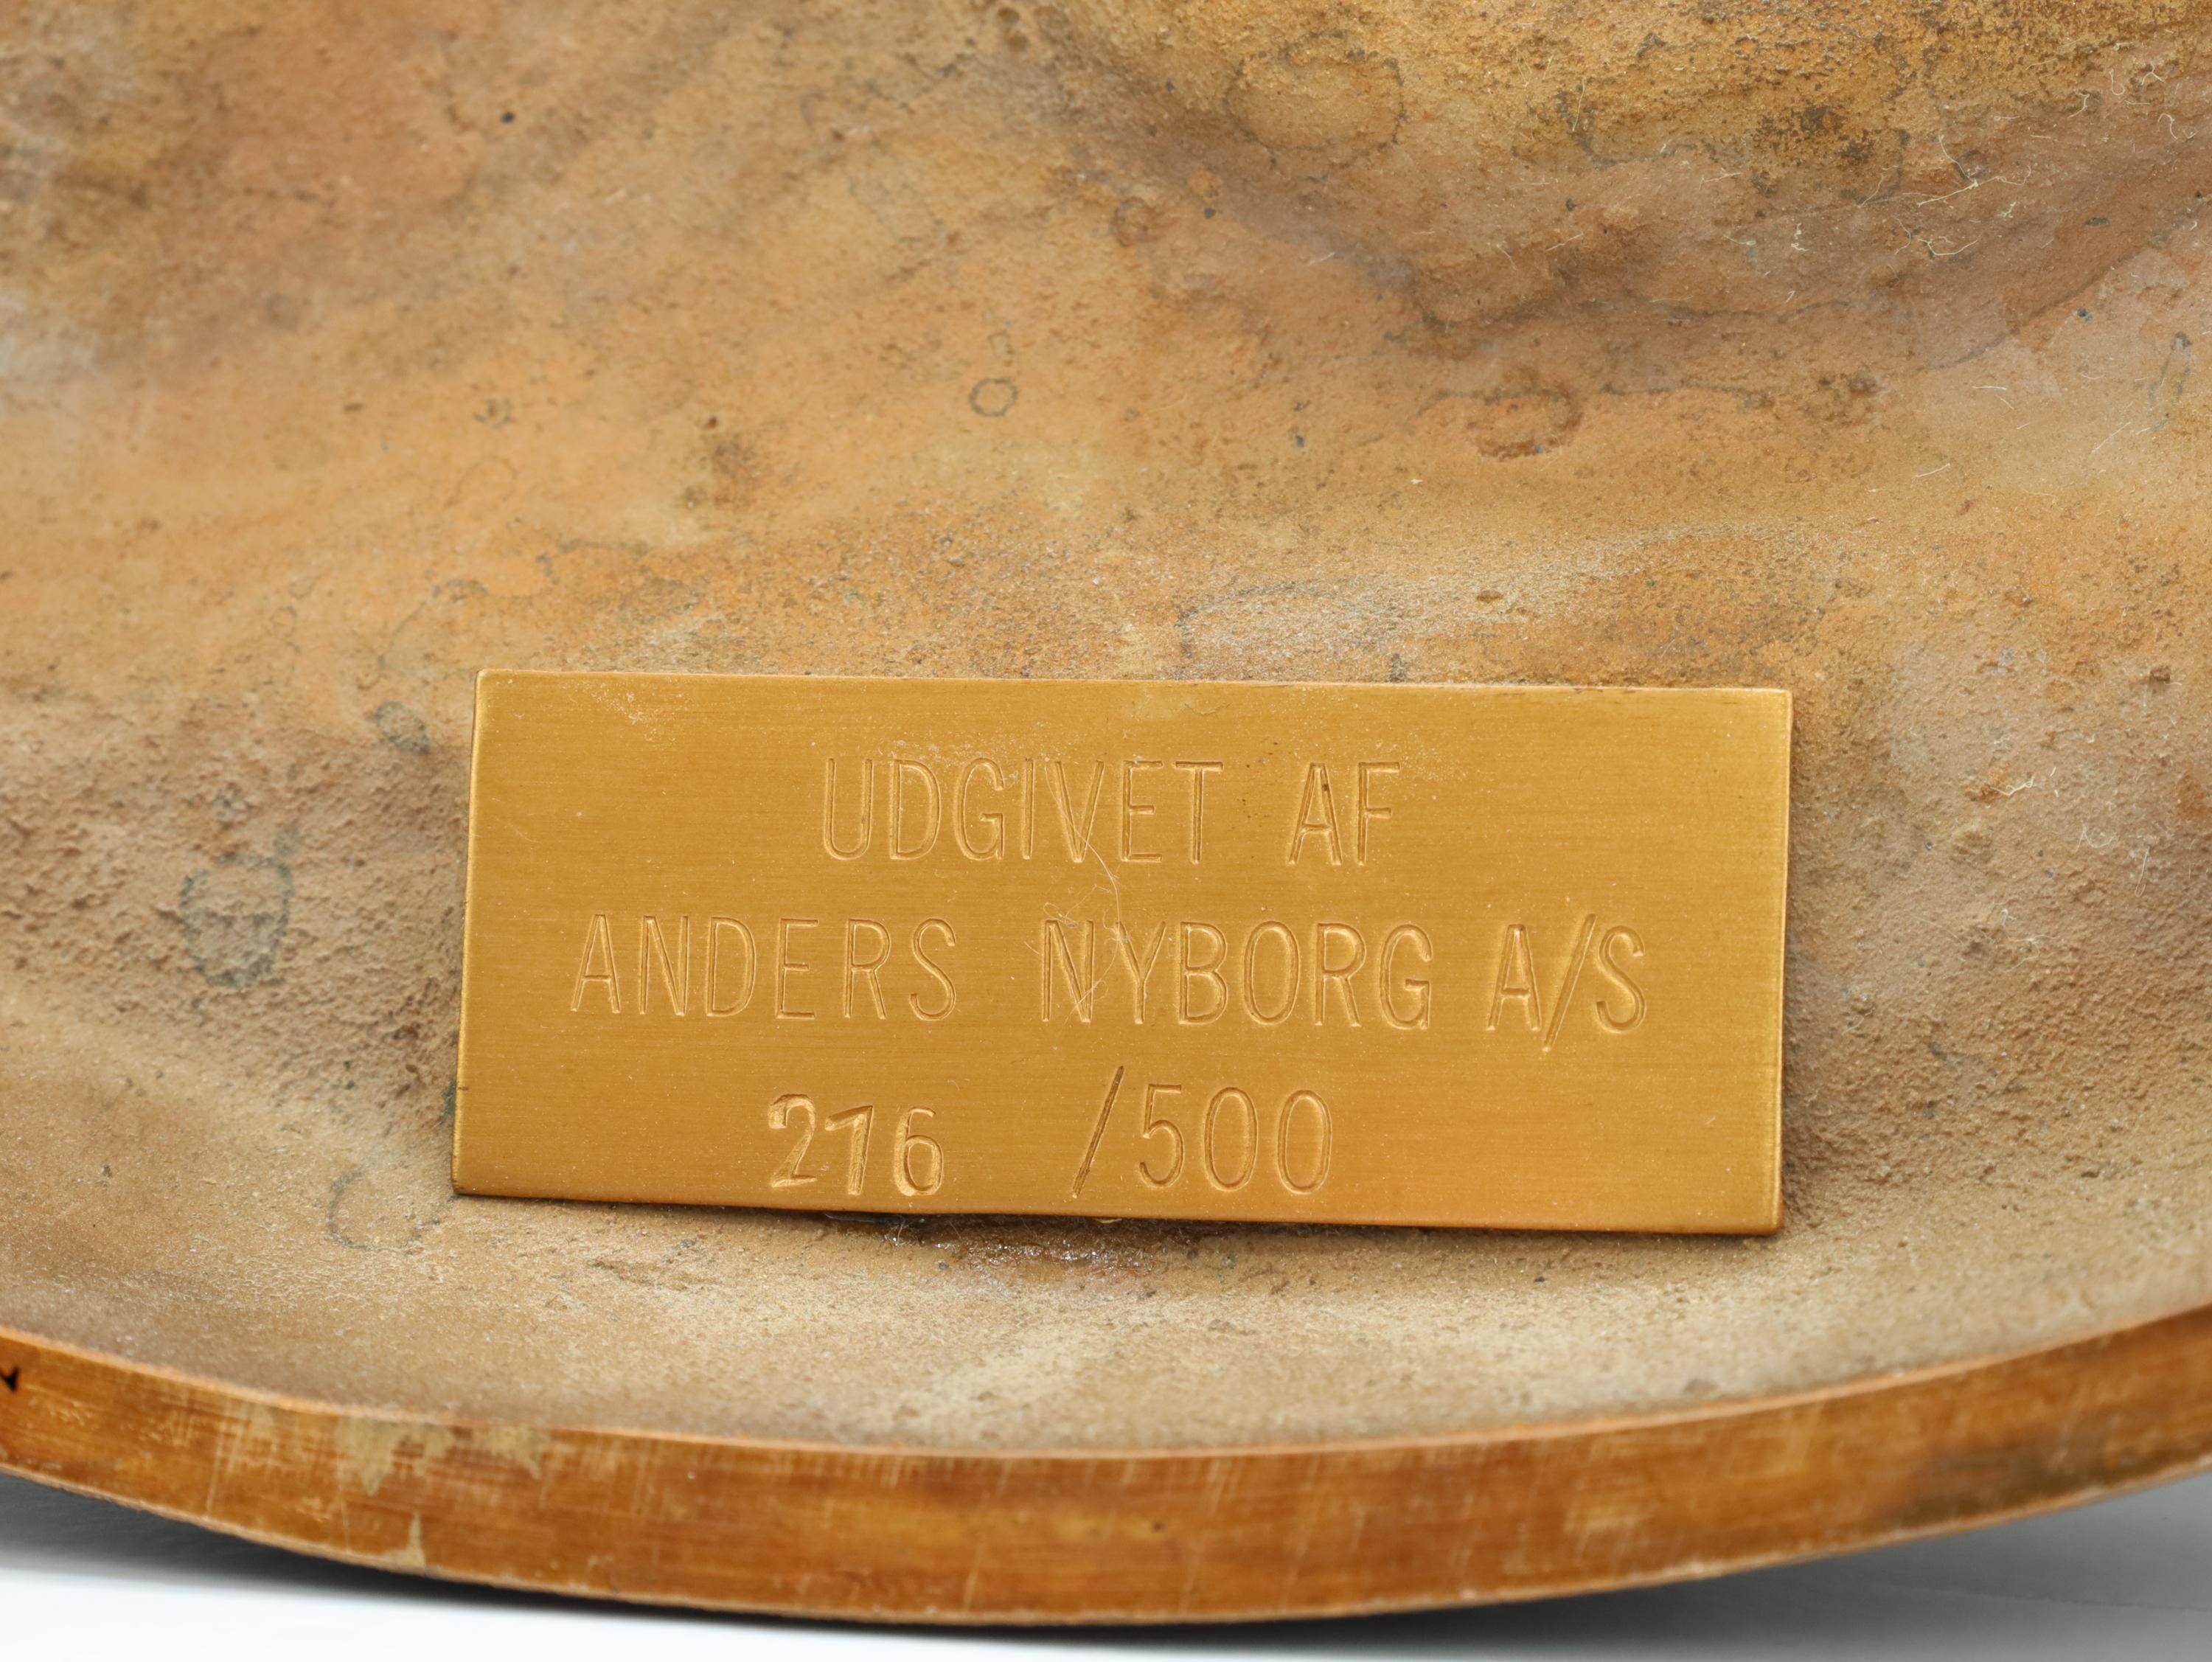 UDGIVET AF
ANDERS NYBORG A/S
216 /500